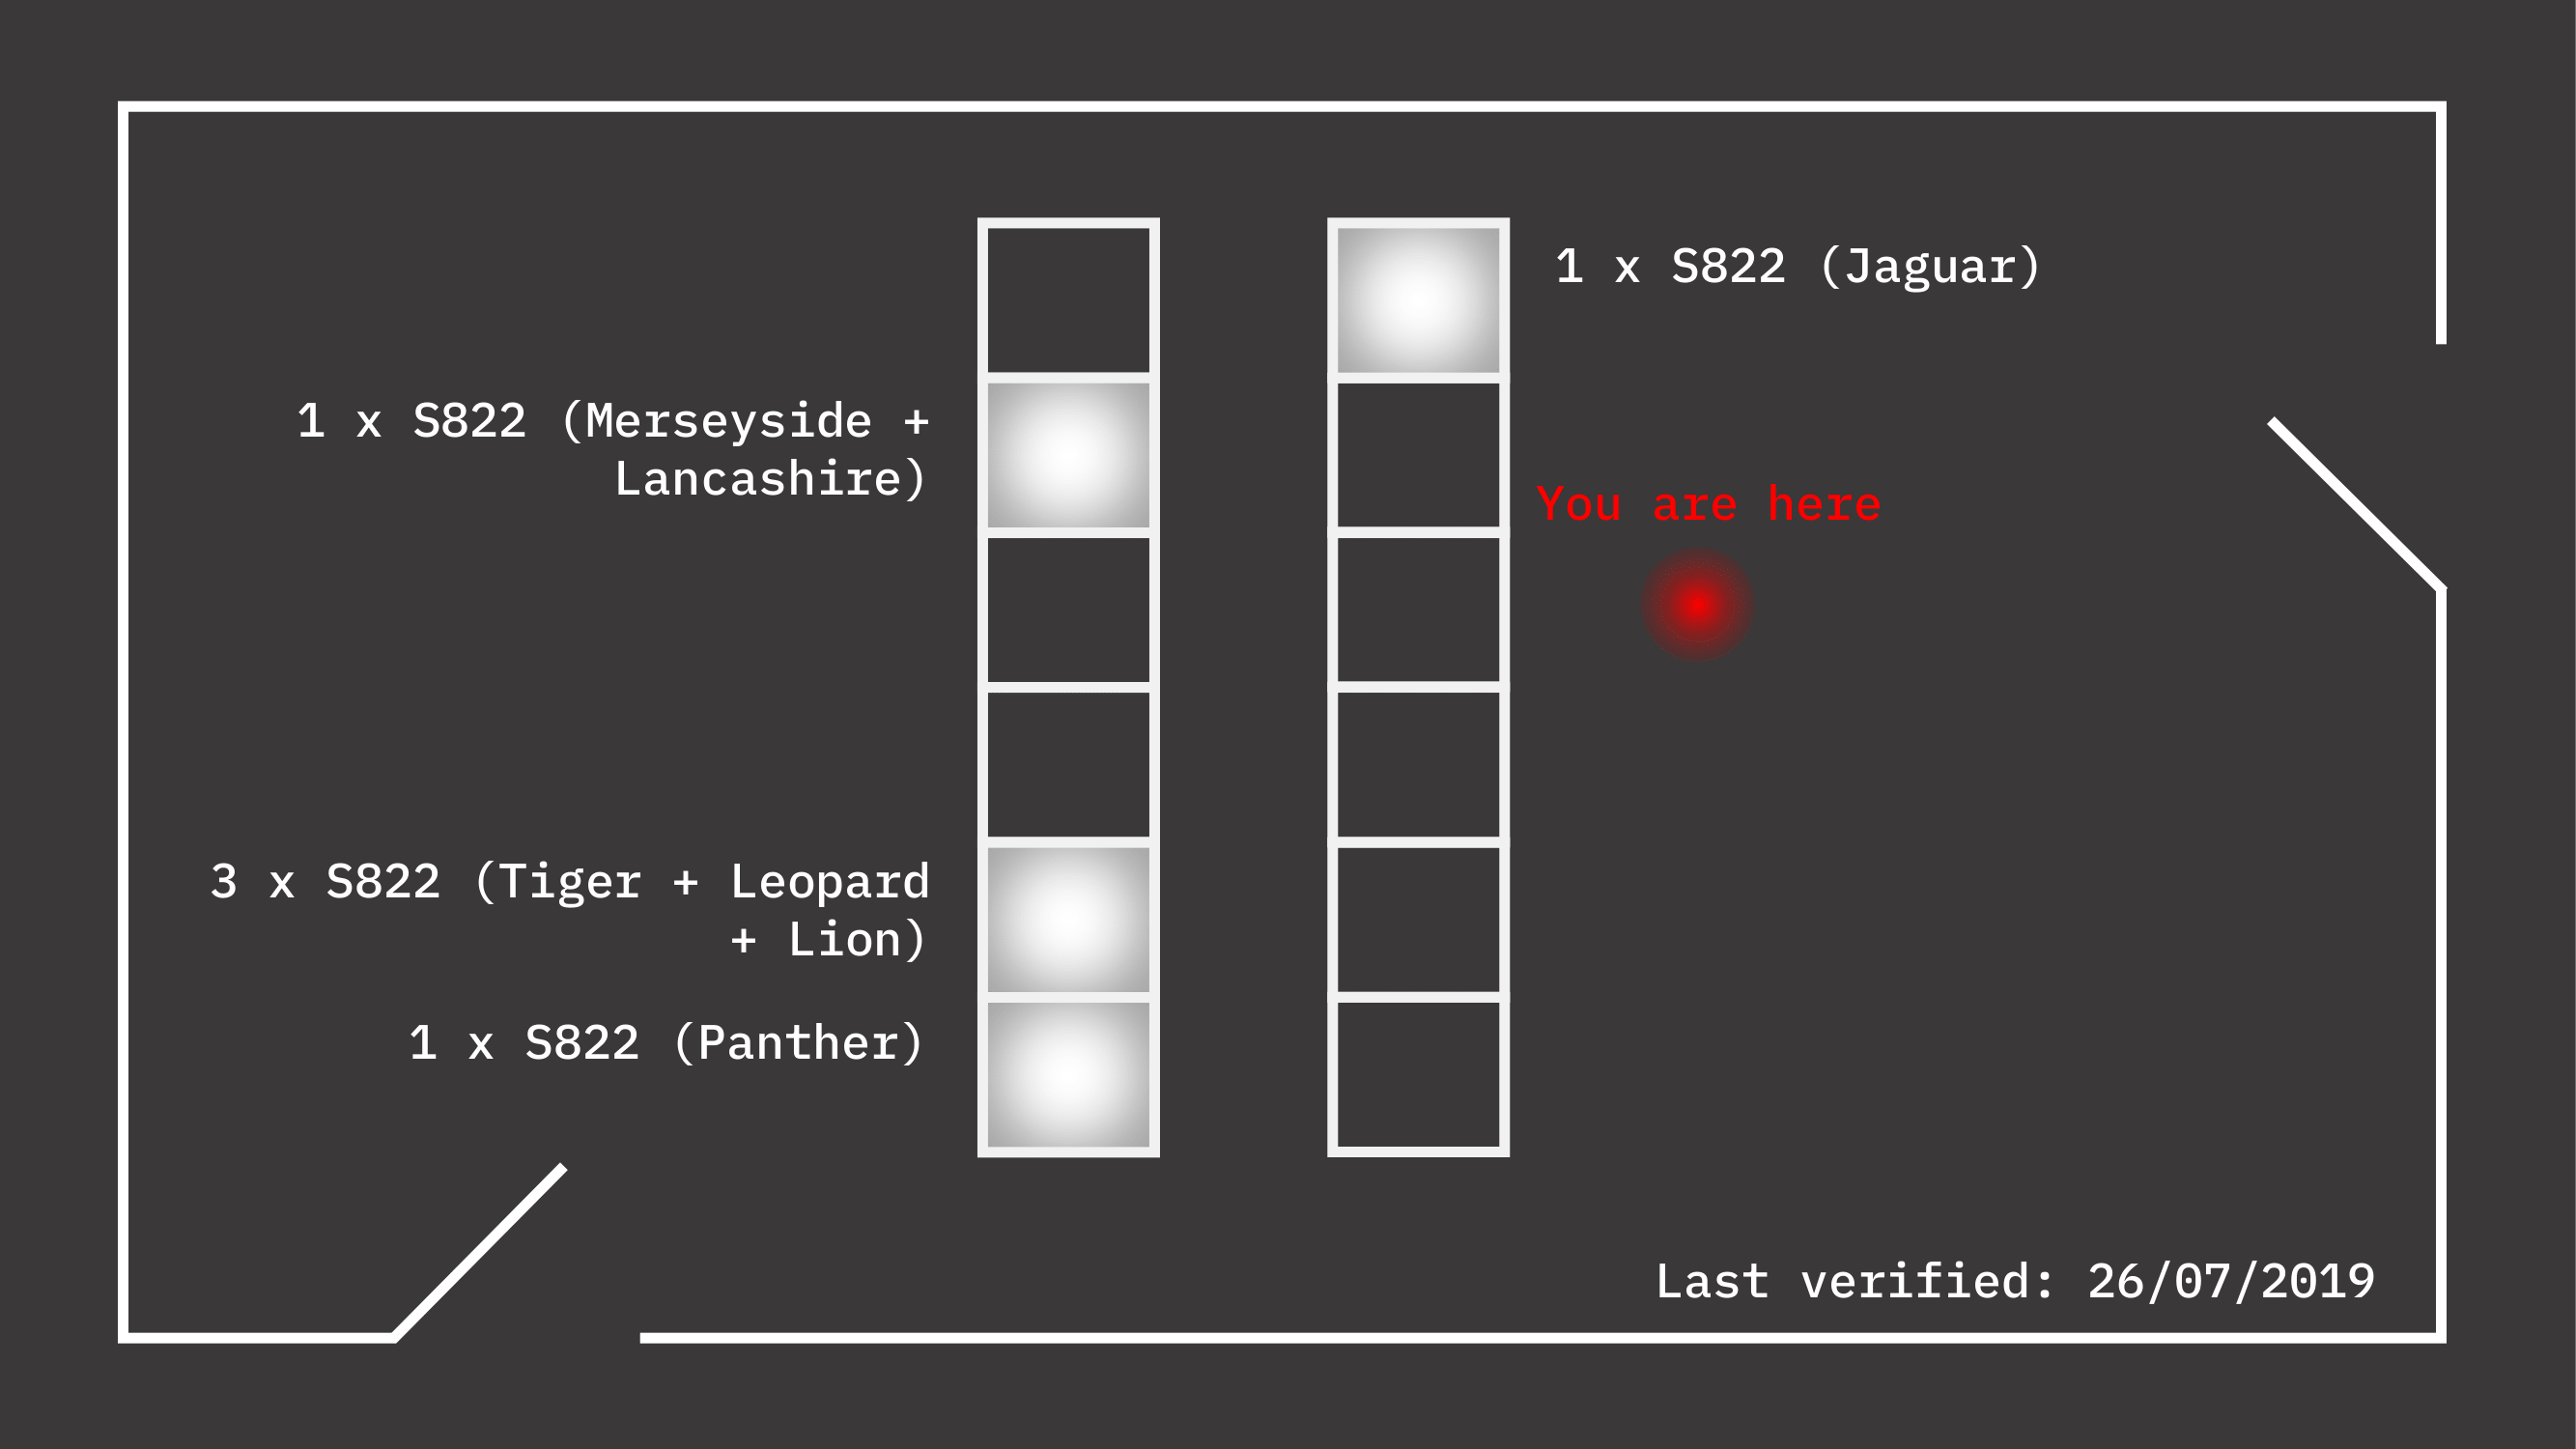 1 x S822 (Jaguar)
1 x S822 (Merseyside +
Lancashire)
You are here
3 x S822 (Tiger + Leopard
+ Lion)
1 x S822 (Panther)
Last verified: 26/07/2019